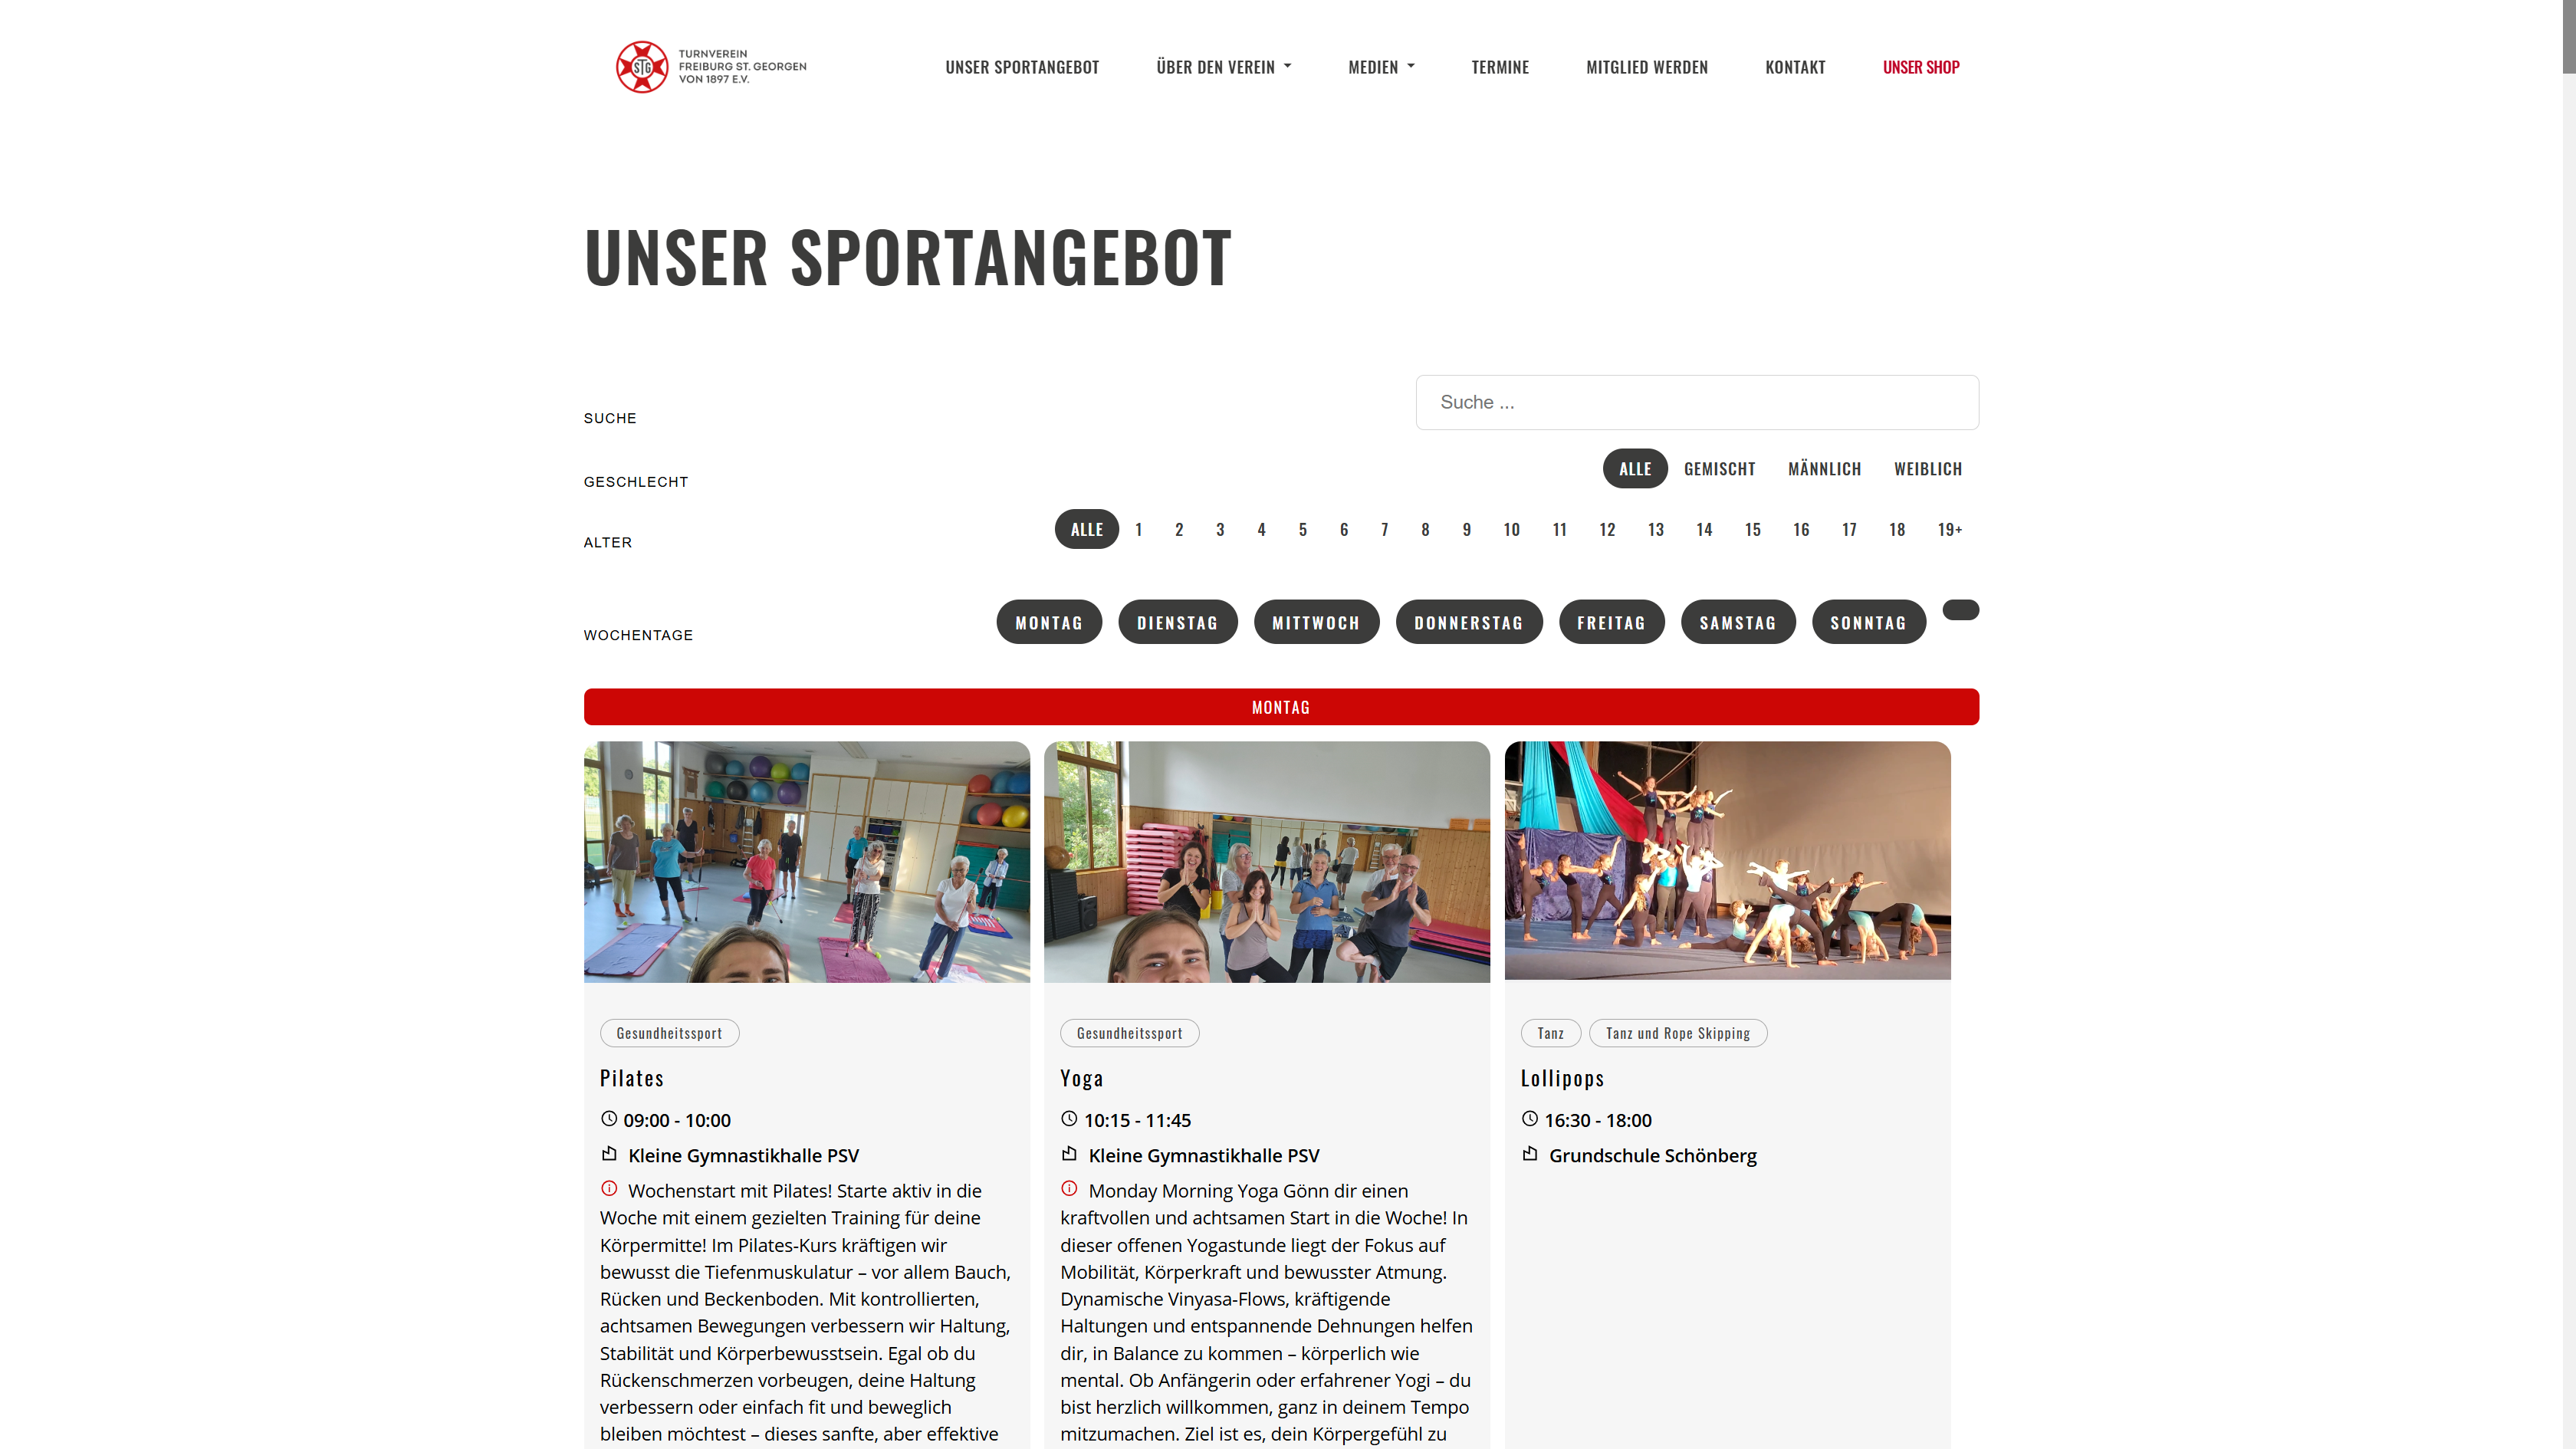 TURNVEREIN
FREIBURG ST. GEORGEN
VON 1897 E.V.
STG
UNSER SPORTANGEBOT
ÜBER DEN VEREIN
MEDIEN
TERMINE
MITGLIED WERDEN
KONTAKT
UNSER SHOP
UNSER SPORTANGEBOT
SUCHE
Suche ...
GESCHLECHT
ALLE GEMISCHT MÄNNLICH WEIBLICH
ALTER
ALLE 1 2 3 4 5 6 7 8 9 10 11 12 13 14 15 16 17 18 19+
WOCHENTAGE
MONTAG DIENSTAG MITTWOCH DONNERSTAG FREITAG SAMSTAG SONNTAG
MONTAG
Gesundheitssport
Pilates
09:00 - 10:00
Kleine Gymnastikhalle PSV
Wochenstart mit Pilates! Starte aktiv in die
Woche mit einem gezielten Training für deine
Körpermitte! Im Pilates-Kurs kräftigen wir
bewusst die Tiefenmuskulatur – vor allem Bauch,
Rücken und Beckenboden. Mit kontrollierten,
achtsamen Bewegungen verbessern wir Haltung,
Stabilität und Körperbewusstsein. Egal ob du
Rückenschmerzen vorbeugen, deine Haltung
verbessern oder einfach fit und beweglich
bleiben möchtest – dieses sanfte, aber effektive
Gesundheitssport
Yoga
10:15 - 11:45
Kleine Gymnastikhalle PSV
Monday Morning Yoga Gönn dir einen
kraftvollen und achtsamen Start in die Woche! In
dieser offenen Yogastunde liegt der Fokus auf
Mobilität, Körperkraft und bewusster Atmung.
Dynamische Vinyasa-Flows, kräftigende
Haltungen und entspannende Dehnungen helfen
dir, in Balance zu kommen – körperlich wie
mental. Ob Anfängerin oder erfahrener Yogi – du
bist herzlich willkommen, ganz in deinem Tempo
mitzumachen. Ziel ist es, dein Körpergefühl zu
Tanz
Tanz und Rope Skipping
Lollipops
16:30 - 18:00
Grundschule Schönberg